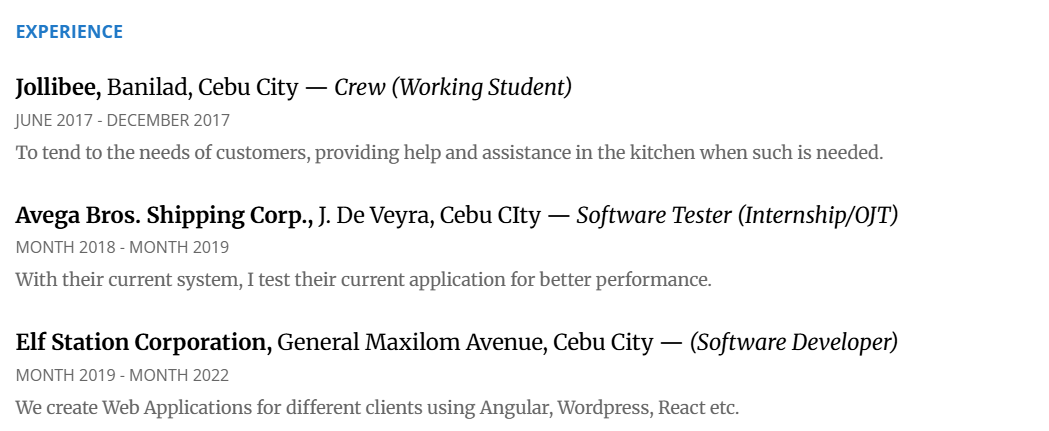 EXPERIENCE
Jollibee, Banilad, Cebu City — Crew (Working Student)
JUNE 2017 - DECEMBER 2017
To tend to the needs of customers, providing help and assistance in the kitchen when such is needed.
Avega Bros. Shipping Corp., J. De Veyra, Cebu CIty — Software Tester (Internship/OJT)
MONTH 2018 - MONTH 2019
With their current system, I test their current application for better performance.
Elf Station Corporation, General Maxilom Avenue, Cebu City — (Software Developer)
MONTH 2019 - MONTH 2022
We create Web Applications for different clients using Angular, Wordpress, React etc.